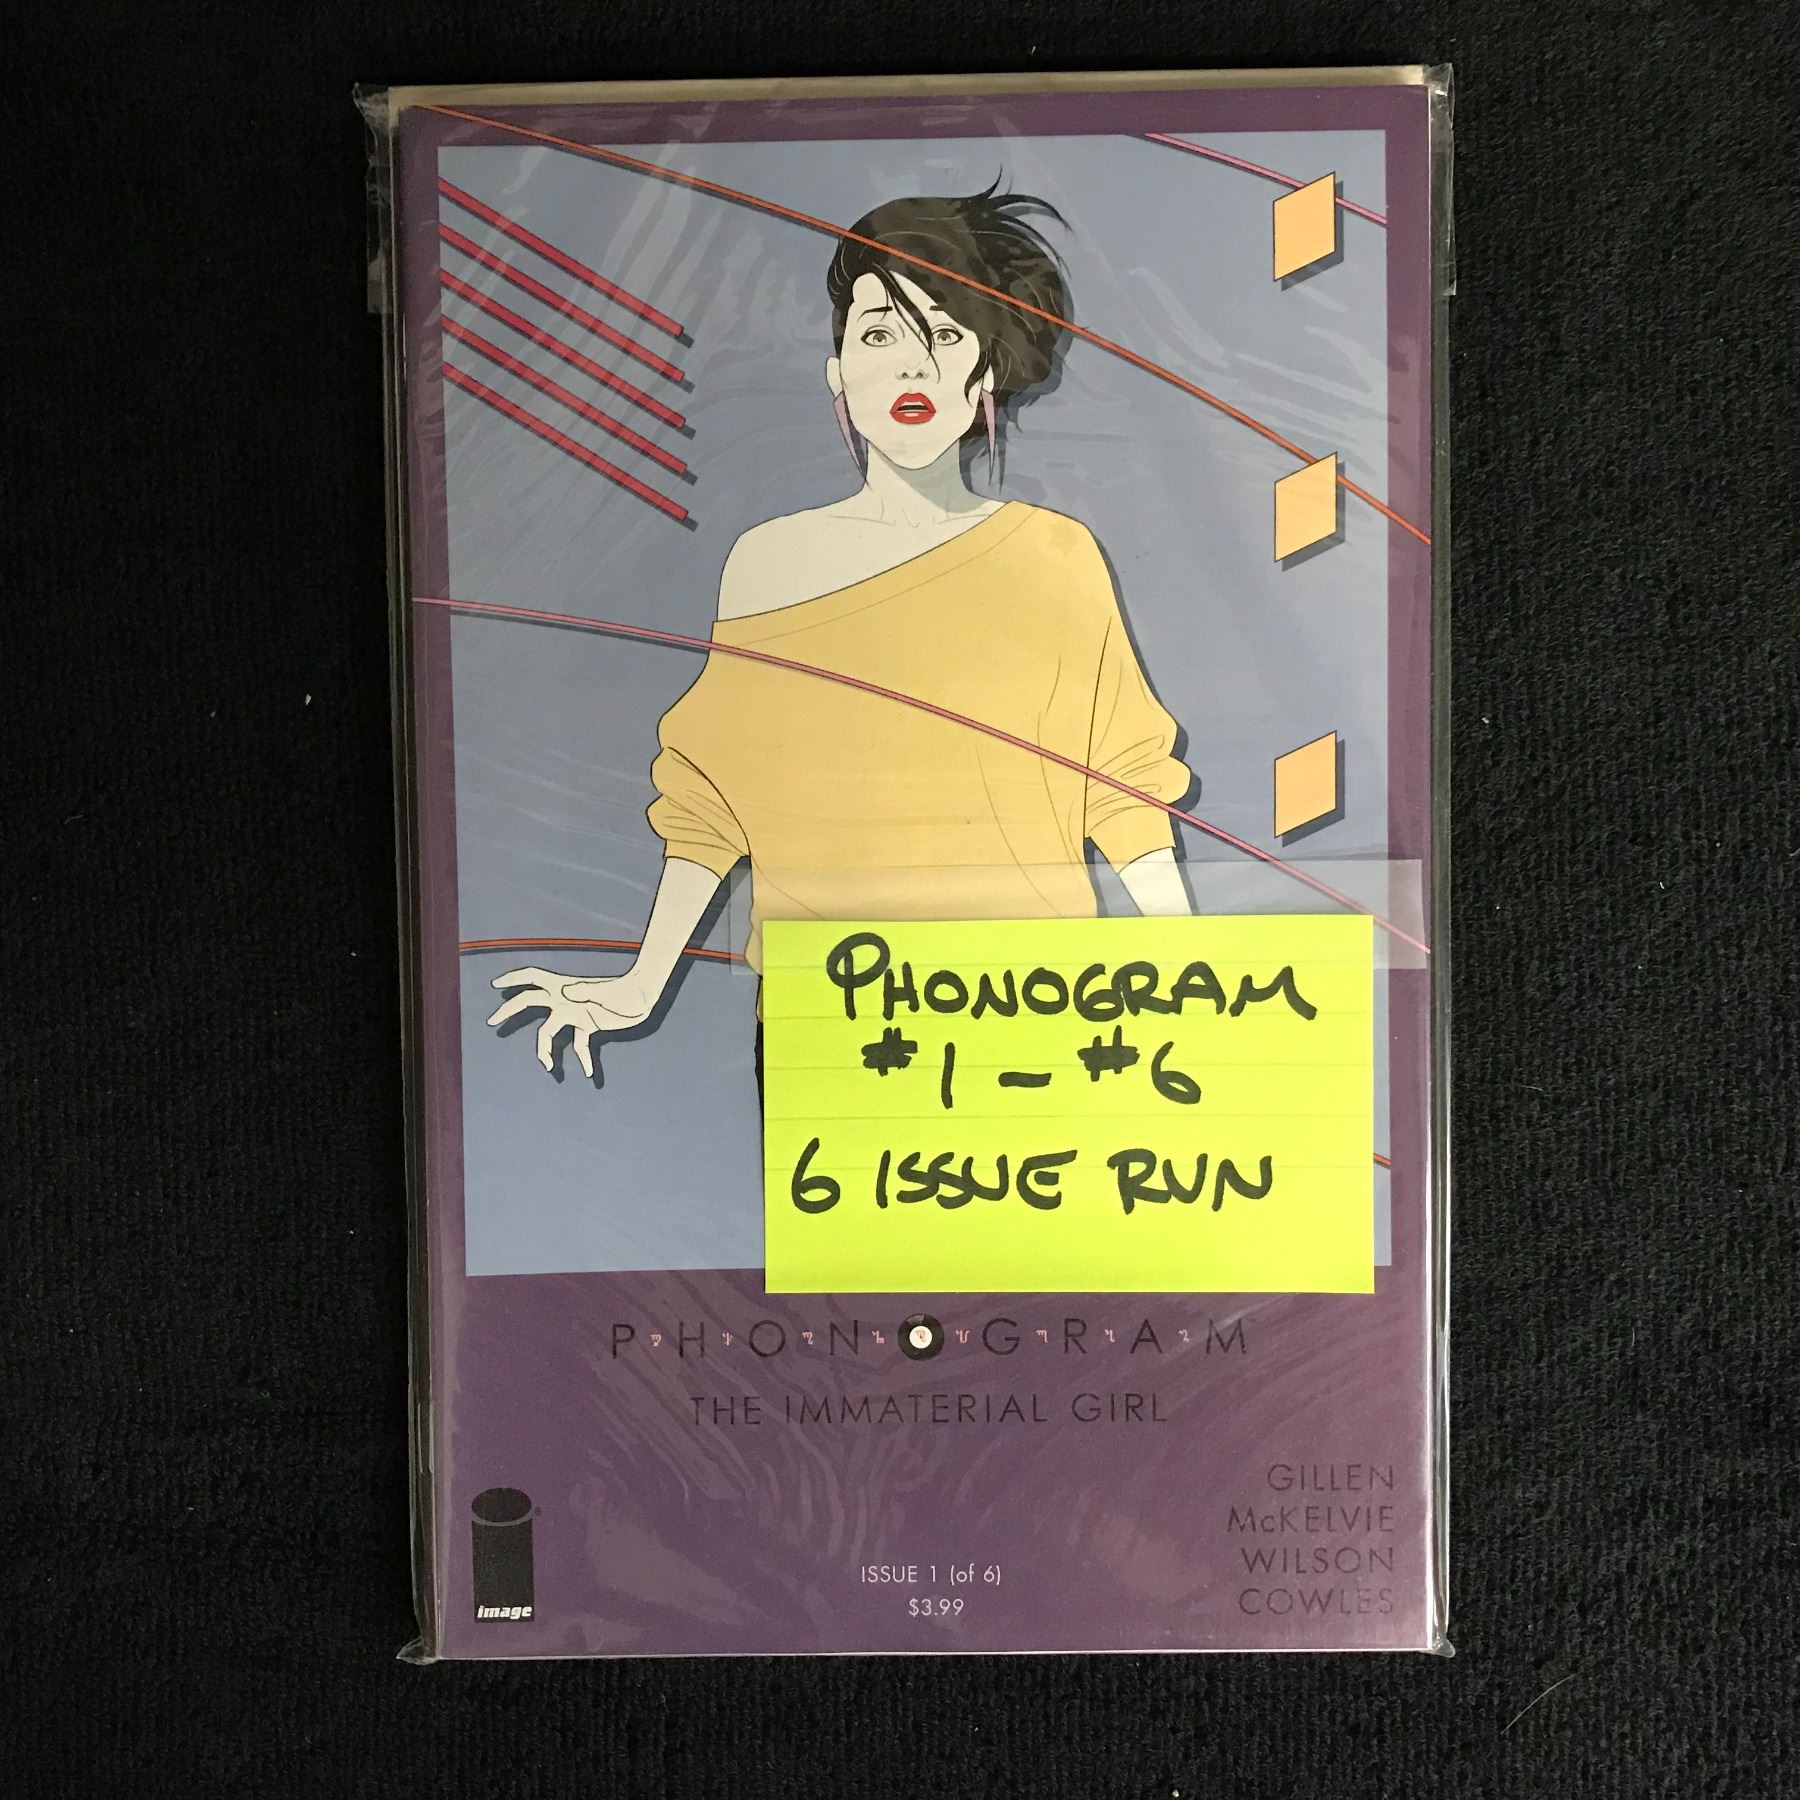 PHONOGRAM
#1 - #6
6 ISSUE RUN
PHONOGRAM
THE IMMATERIAL GIRL
GILLEN
McKELVIE
WILSON
COWLES
ISSUE 1 (of 6)
$3.99
image